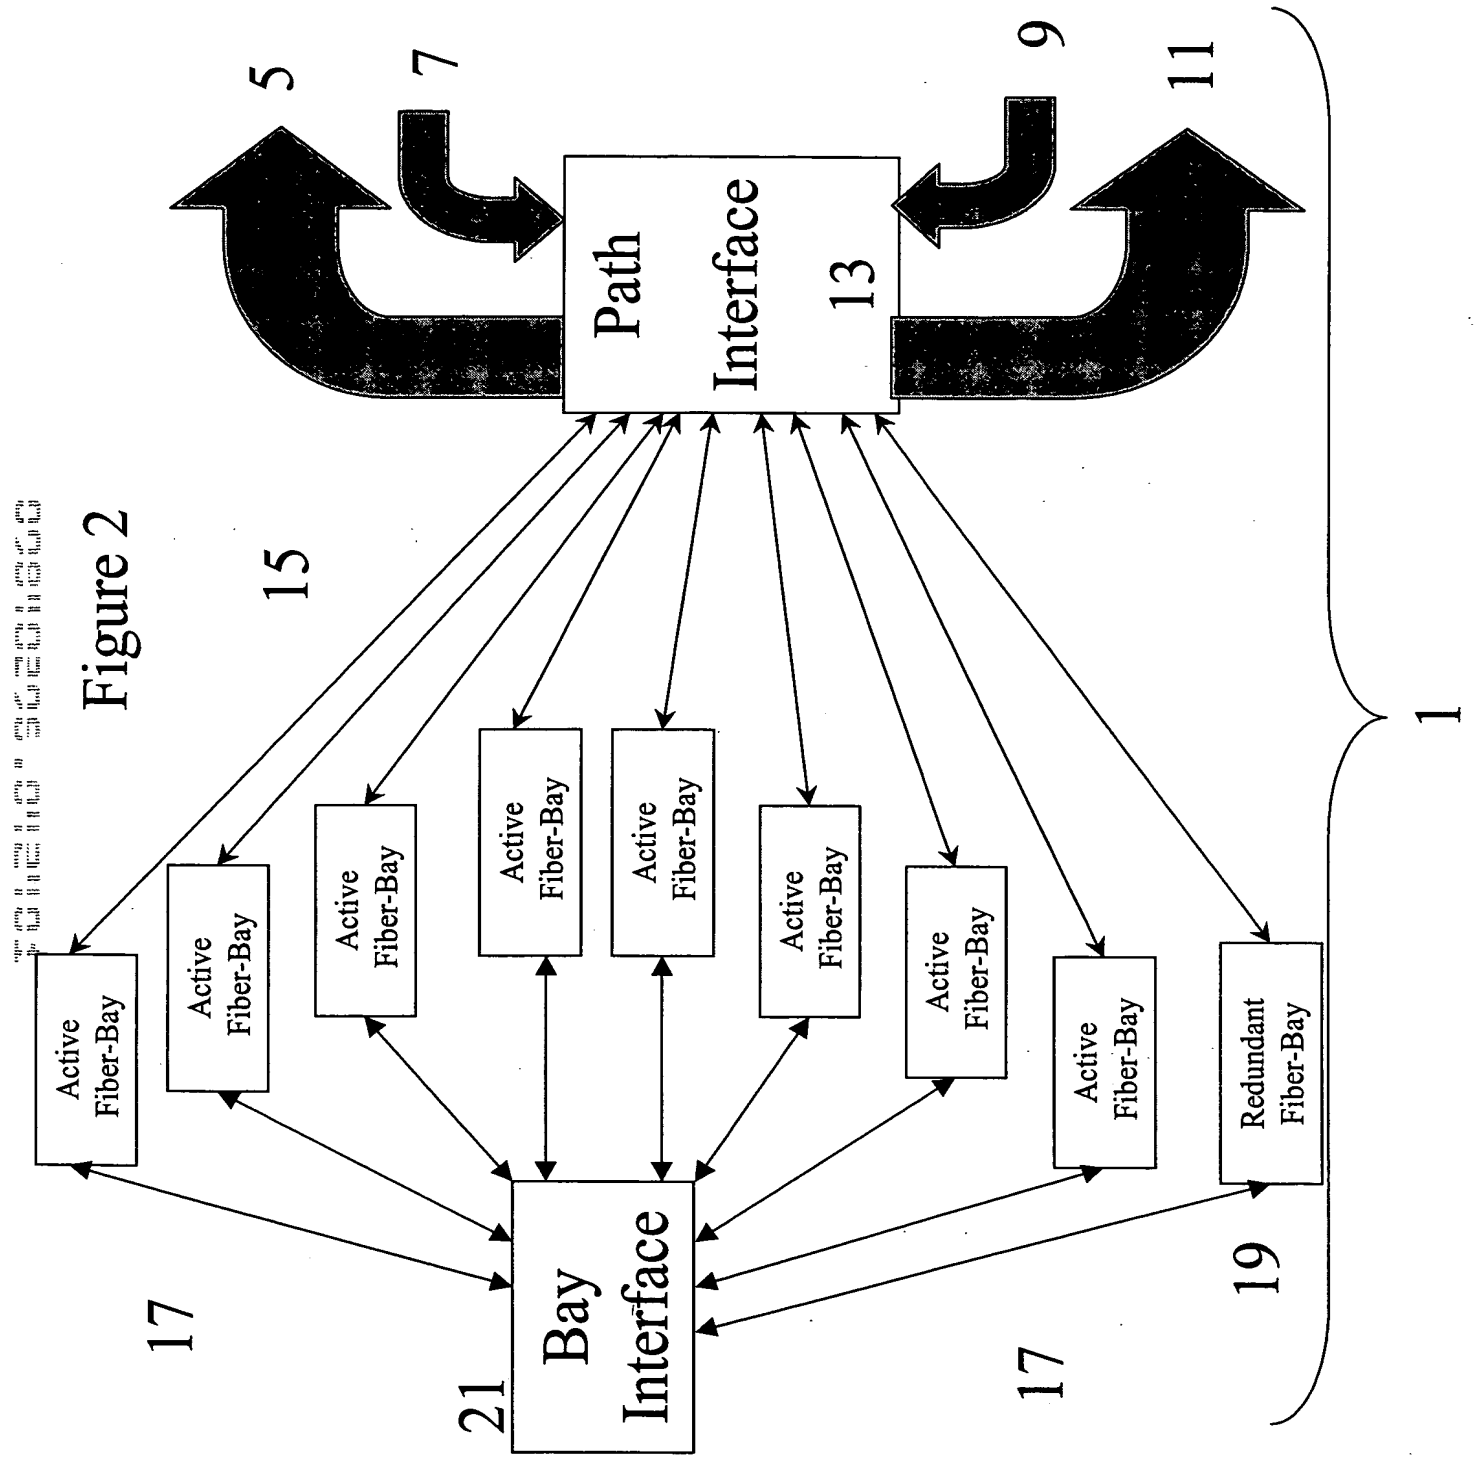 Figure 2
Active
Fiber-Bay
17
Active
Fiber-Bay
15
5
Active
Fiber-Bay
7
21
Bay
Interface
Active
Fiber-Bay
Active
Fiber-Bay
Path
Interface
13
Active
Fiber-Bay
Active
Fiber-Bay
9
17
Active
Fiber-Bay
11
19
Redundant
Fiber-Bay
1